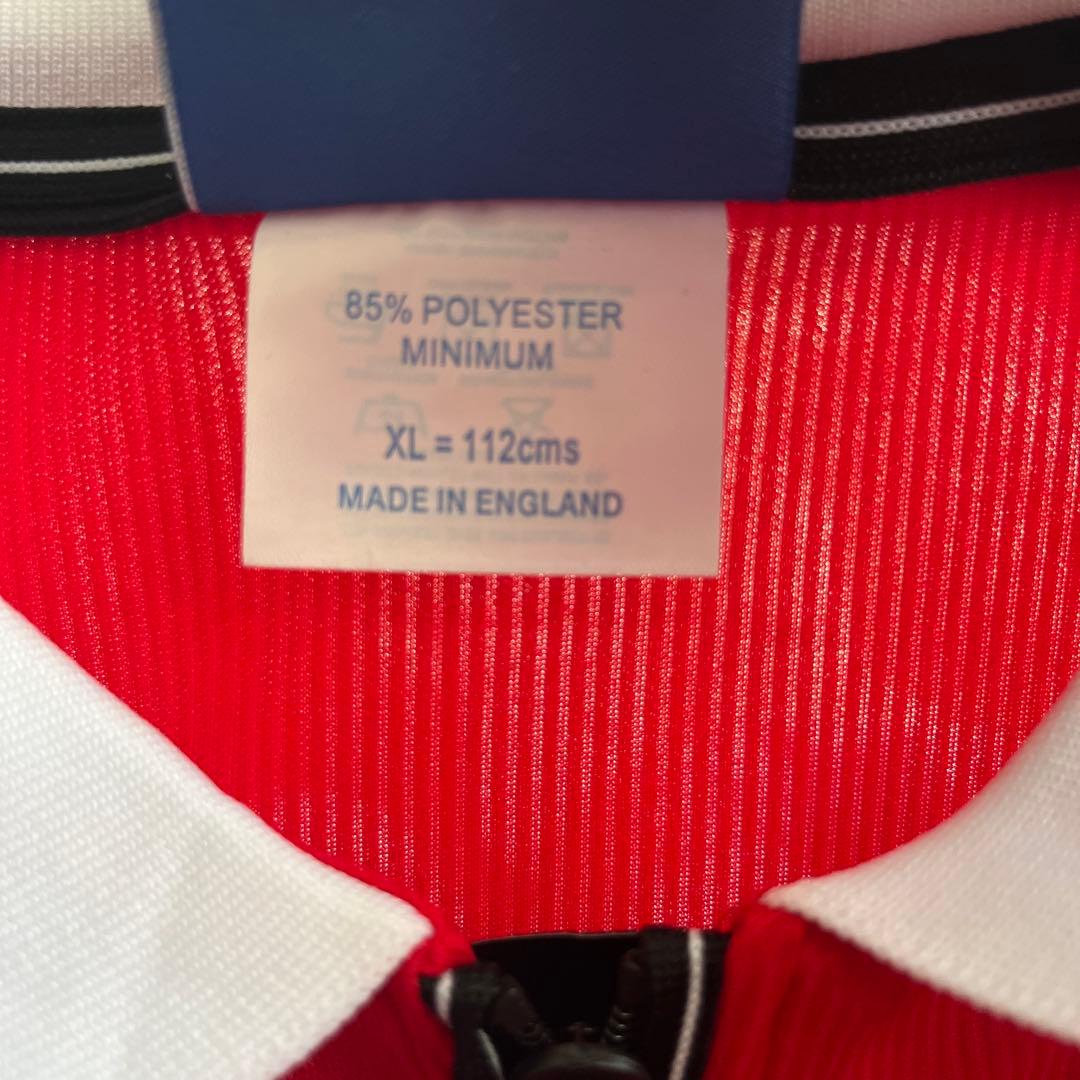 85% POLYESTER
MINIMUM
XL = 112cms
MADE IN ENGLAND